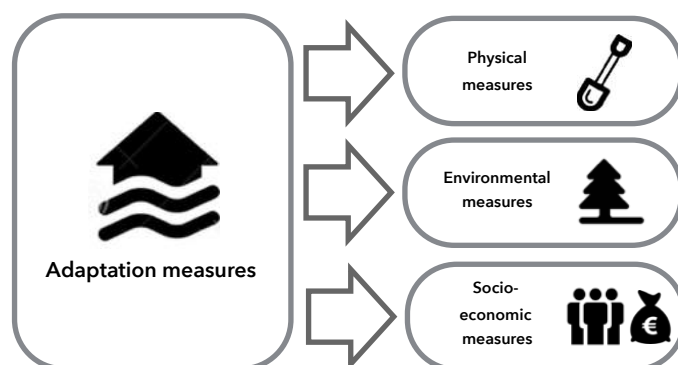 Adaptation measures
Physical
measures
Environmental
measures
Socio-
economic
measures
€